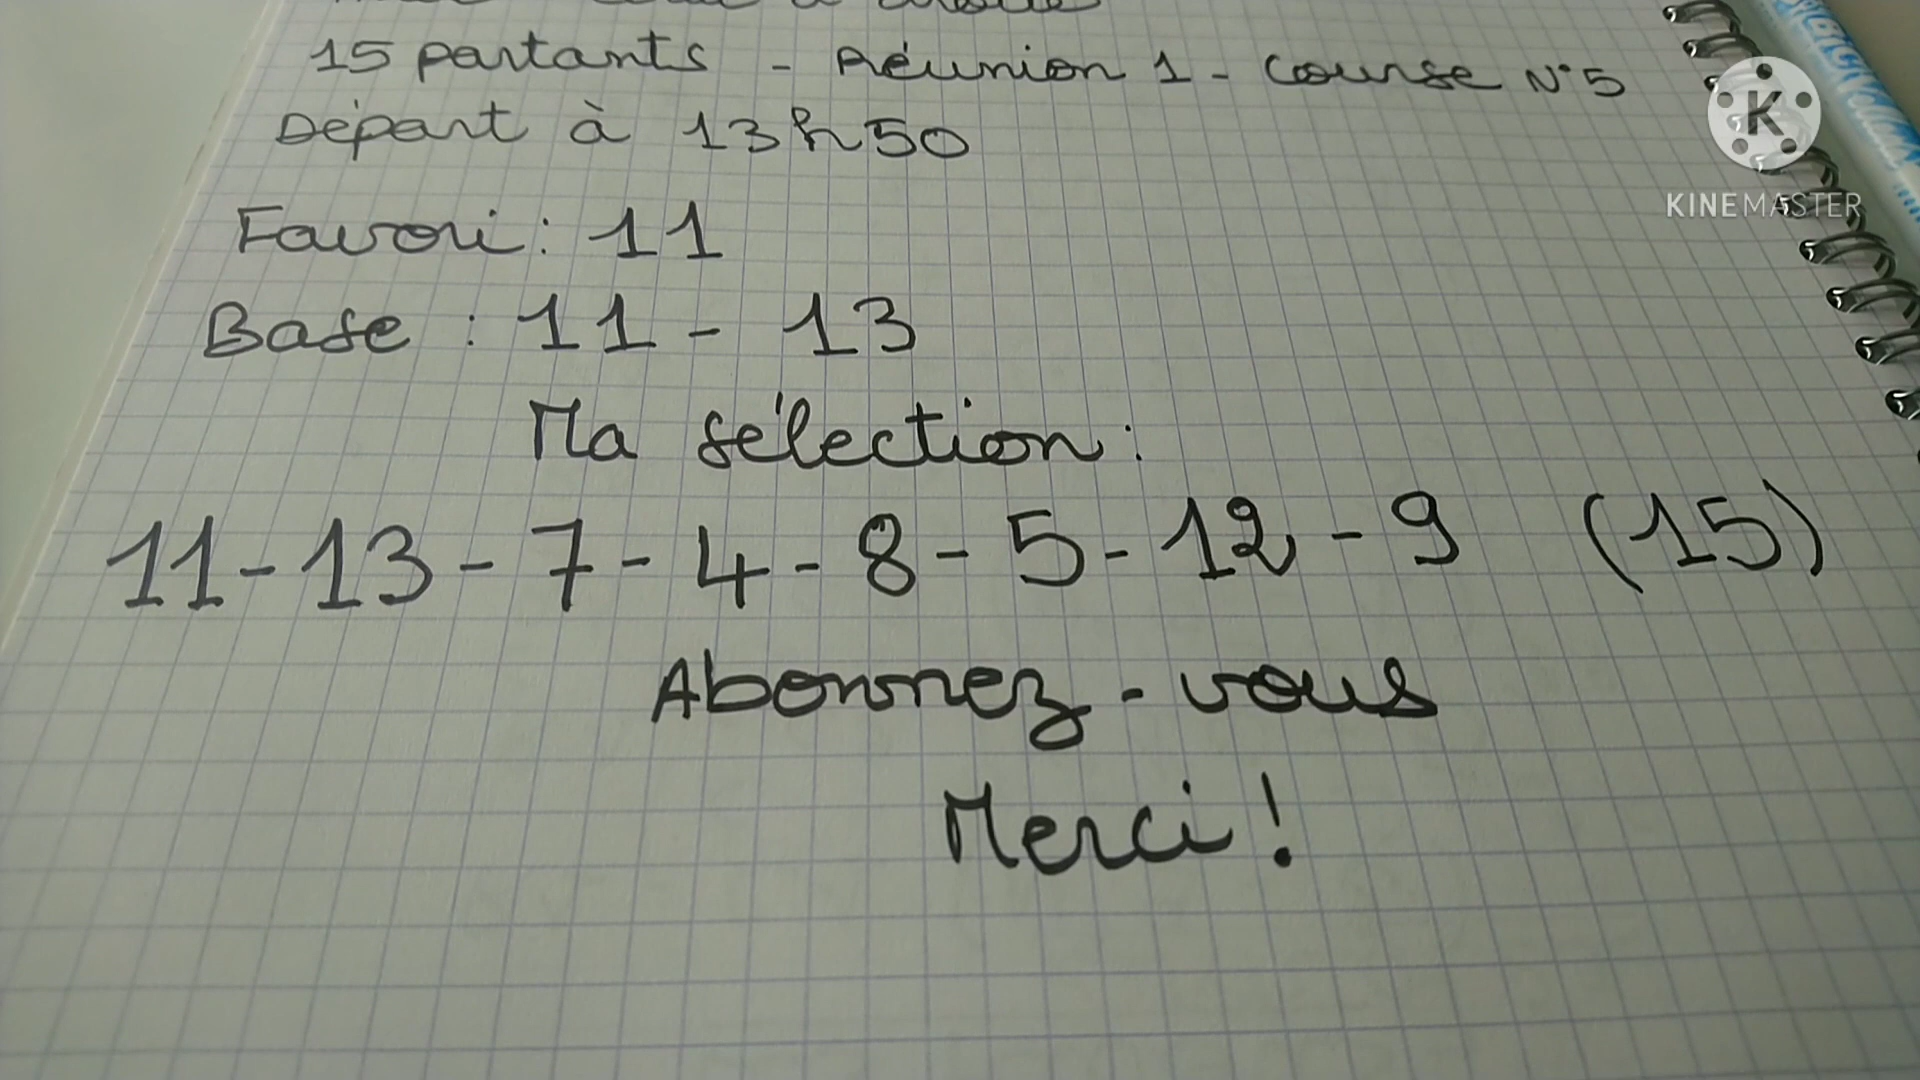 à droite
15 partants - Réunion 1 - Course N°5
Départ à 13h50
Favori : 11
Base : 11 - 13
Ma sélection :
11 - 13 - 7 - 4 - 8 - 5 - 12 - 9 (15)
Abonnez-vous
Merci !
K
KINEMASTER